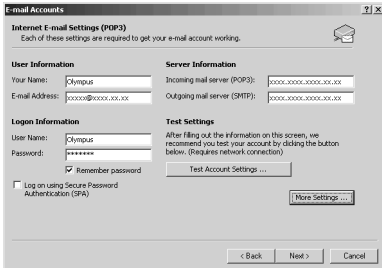 E-mail Accounts
Internet E-mail Settings (POP3)
Each of these settings are required to get your e-mail account working.
User Information
Your Name: Olympus
E-mail Address: xxxxx@xxxx.xx.xx
Server Information
Incoming mail server (POP3): xxxx.xxxx.xxxx.xx.xx
Outgoing mail server (SMTP): xxxx.xxxx.xxxx.xx.xx
Logon Information
User Name: Olympus
Password: *******
Remember password
Log on using Secure Password
Authentication (SPA)
Test Settings
After filling out the information on this screen, we
recommend you test your account by clicking the button
below. (Requires network connection)
Test Account Settings ...
More Settings ...
< Back Next > Cancel